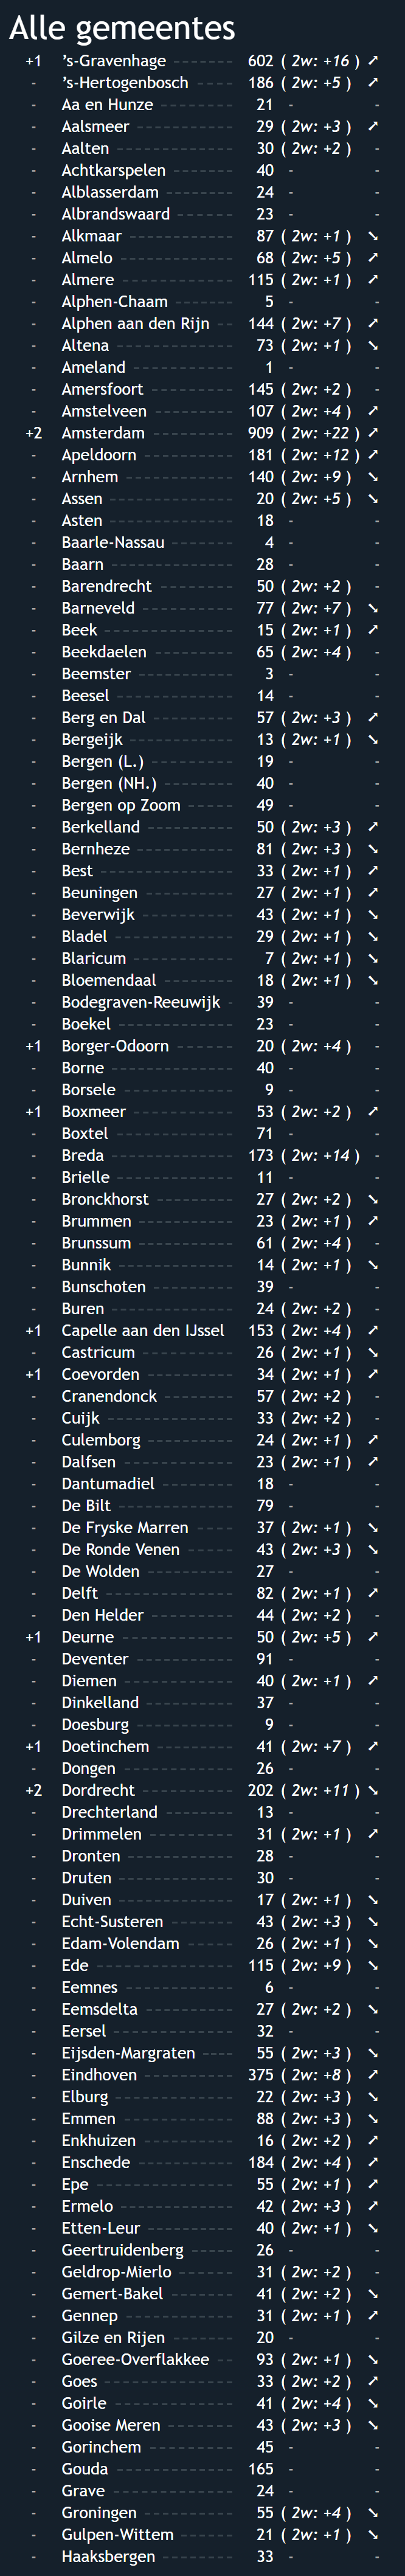 Alle gemeentes
+1 ’s-Gravenhage 602 ( 2w: +16 ) ➚
- ’s-Hertogenbosch 186 ( 2w: +5 ) ➚
- Aa en Hunze 21 - -
- Aalsmeer 29 ( 2w: +3 ) ➚
- Aalten 30 ( 2w: +2 ) -
- Achtkarspelen 40 - -
- Alblasserdam 24 - -
- Albrandswaard 23 - -
- Alkmaar 87 ( 2w: +1 ) ➘
- Almelo 68 ( 2w: +5 ) ➚
- Almere 115 ( 2w: +1 ) ➚
- Alphen-Chaam 5 - -
- Alphen aan den Rijn 144 ( 2w: +7 ) ➚
- Altena 73 ( 2w: +1 ) ➘
- Ameland 1 - -
- Amersfoort 145 ( 2w: +2 ) -
- Amstelveen 107 ( 2w: +4 ) ➚
+2 Amsterdam 909 ( 2w: +22 ) ➚
- Apeldoorn 181 ( 2w: +12 ) ➚
- Arnhem 140 ( 2w: +9 ) ➘
- Assen 20 ( 2w: +5 ) ➘
- Asten 18 - -
- Baarle-Nassau 4 - -
- Baarn 28 - -
- Barendrecht 50 ( 2w: +2 ) -
- Barneveld 77 ( 2w: +7 ) ➘
- Beek 15 ( 2w: +1 ) ➚
- Beekdaelen 65 ( 2w: +4 ) -
- Beemster 3 - -
- Beesel 14 - -
- Berg en Dal 57 ( 2w: +3 ) ➚
- Bergeijk 13 ( 2w: +1 ) ➘
- Bergen (L.) 19 - -
- Bergen (NH.) 40 - -
- Bergen op Zoom 49 - -
- Berkelland 50 ( 2w: +3 ) ➚
- Bernheze 81 ( 2w: +3 ) ➘
- Best 33 ( 2w: +1 ) ➚
- Beuningen 27 ( 2w: +1 ) ➚
- Beverwijk 43 ( 2w: +1 ) ➘
- Bladel 29 ( 2w: +1 ) ➘
- Blaricum 7 ( 2w: +1 ) ➘
- Bloemendaal 18 ( 2w: +1 ) ➘
- Bodegraven-Reeuwijk 39 - -
- Boekel 23 - -
+1 Borger-Odoorn 20 ( 2w: +4 ) -
- Borne 40 - -
- Borsele 9 - -
+1 Boxmeer 53 ( 2w: +2 ) ➚
- Boxtel 71 - -
- Breda 173 ( 2w: +14 ) -
- Brielle 11 - -
- Bronckhorst 27 ( 2w: +2 ) ➘
- Brummen 23 ( 2w: +1 ) ➚
- Brunssum 61 ( 2w: +4 ) -
- Bunnik 14 ( 2w: +1 ) ➘
- Bunschoten 39 - -
- Buren 24 ( 2w: +2 ) -
+1 Capelle aan den IJssel 153 ( 2w: +4 ) ➚
- Castricum 26 ( 2w: +1 ) ➘
+1 Coevorden 34 ( 2w: +1 ) ➚
- Cranendonck 57 ( 2w: +2 ) -
- Cuijk 33 ( 2w: +2 ) -
- Culemborg 24 ( 2w: +1 ) ➚
- Dalfsen 23 ( 2w: +1 ) ➚
- Dantumadiel 18 - -
- De Bilt 79 - -
- De Fryske Marren 37 ( 2w: +1 ) ➘
- De Ronde Venen 43 ( 2w: +3 ) ➘
- De Wolden 27 - -
- Delft 82 ( 2w: +1 ) ➚
- Den Helder 44 ( 2w: +2 ) -
+1 Deurne 50 ( 2w: +5 ) ➚
- Deventer 91 - -
- Diemen 40 ( 2w: +1 ) ➚
- Dinkelland 37 - -
- Doesburg 9 - -
+1 Doetinchem 41 ( 2w: +7 ) ➚
- Dongen 26 - -
+2 Dordrecht 202 ( 2w: +11 ) ➘
- Drechterland 13 - -
- Drimmelen 31 ( 2w: +1 ) ➚
- Dronten 28 - -
- Druten 30 - -
- Duiven 17 ( 2w: +1 ) ➘
- Echt-Susteren 43 ( 2w: +3 ) ➘
- Edam-Volendam 26 ( 2w: +1 ) ➘
- Ede 115 ( 2w: +9 ) ➘
- Eemnes 6 - -
- Eemsdelta 27 ( 2w: +2 ) ➘
- Eersel 32 - -
- Eijsden-Margraten 55 ( 2w: +3 ) ➘
- Eindhoven 375 ( 2w: +8 ) ➚
- Elburg 22 ( 2w: +3 ) ➘
- Emmen 88 ( 2w: +3 ) ➘
- Enkhuizen 16 ( 2w: +2 ) ➚
- Enschede 184 ( 2w: +4 ) ➚
- Epe 55 ( 2w: +1 ) ➚
- Ermelo 42 ( 2w: +3 ) ➚
- Etten-Leur 40 ( 2w: +1 ) ➘
- Geertruidenberg 26 - -
- Geldrop-Mierlo 31 ( 2w: +2 ) -
- Gemert-Bakel 41 ( 2w: +2 ) ➘
- Gennep 31 ( 2w: +1 ) ➚
- Gilze en Rijen 20 - -
- Goeree-Overflakkee 93 ( 2w: +1 ) ➘
- Goes 33 ( 2w: +2 ) ➚
- Goirle 41 ( 2w: +4 ) ➘
- Gooise Meren 43 ( 2w: +3 ) ➘
- Gorinchem 45 - -
- Gouda 165 - -
- Grave 24 - -
- Groningen 55 ( 2w: +4 ) ➘
- Gulpen-Wittem 21 ( 2w: +1 ) ➘
- Haaksbergen 33 - -